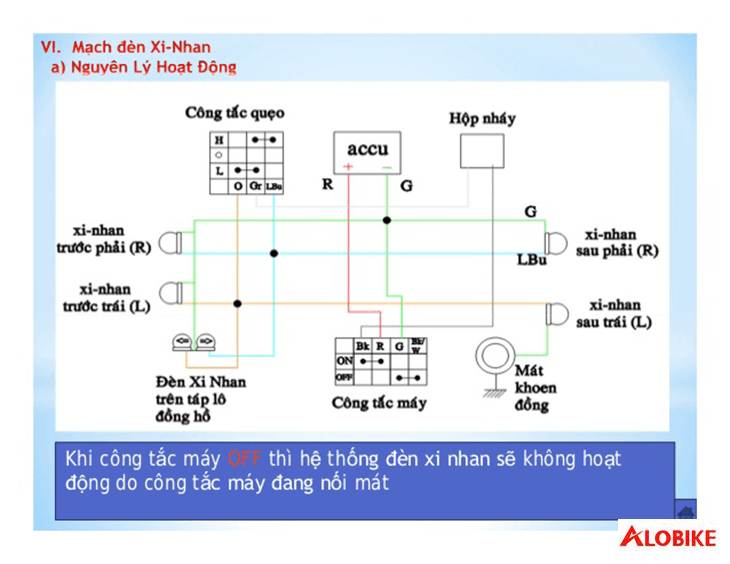 VI. Mạch đèn Xi-Nhan
a) Nguyên Lý Hoạt Động
Công tắc quẹo
H
L
O Gr LBu
accu
+ −
R G
Hộp nháy
xi-nhan
trước phải (R)
G
LBu
xi-nhan
sau phải (R)
xi-nhan
trước trái (L)
xi-nhan
sau trái (L)
<= =>
Đèn Xi Nhan
trên táp lô
đồng hồ
Bk R G Bk/
W
ON
OFF
Công tắc máy
Mát
khoen
đồng
Khi công tắc máy OFF thì hệ thống đèn xi nhan sẽ không hoạt
động do công tắc máy đang nối mát
ALOBIKE